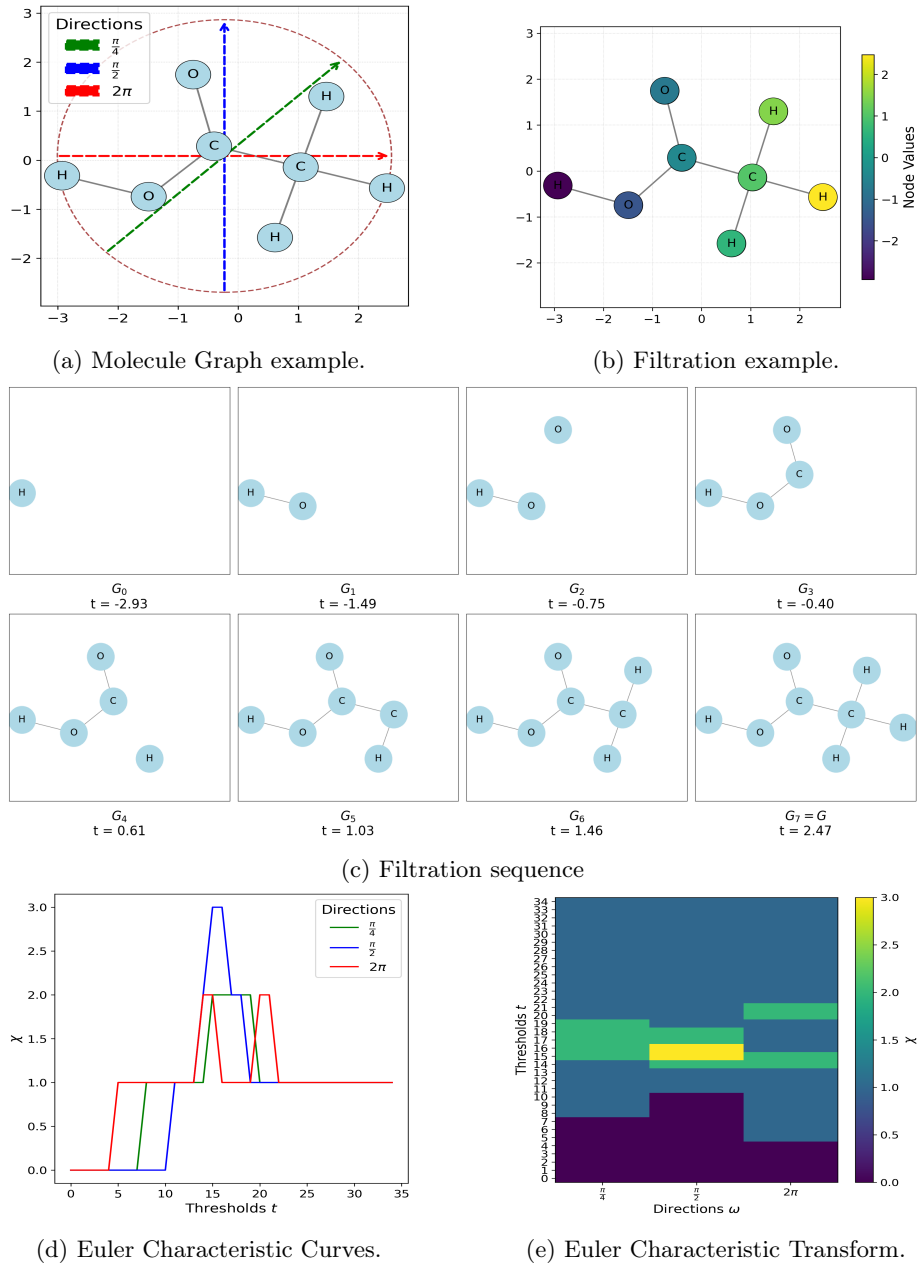 Directions
π/4
π/2
2π
3
2
1
0
−1
−2
O
H
C
C
H
O
H
H
−3 −2 −1 0 1 2
(a) Molecule Graph example.
3
2
1
0
−1
−2
O
H
C
C
H
O
H
H
−3 −2 −1 0 1 2
2
1
0
−1
−2
Node Values
(b) Filtration example.
H
G₀
t = -2.93
H
O
G₁
t = -1.49
O
H
O
G₂
t = -0.75
O
C
H
O
G₃
t = -0.40
O
C
H
O
H
G₄
t = 0.61
O
C
C
H
O
H
G₅
t = 1.03
O
H
C
C
H
O
H
G₆
t = 1.46
O
H
C
C
H
H
O
H
G₇ = G
t = 2.47
(c) Filtration sequence
3.0
2.5
2.0
1.5
1.0
0.5
0.0
χ
Directions
π/4
π/2
2π
0 5 10 15 20 25 30 35
Thresholds t
(d) Euler Characteristic Curves.
34
33
32
31
30
29
28
27
26
25
24
23
22
21
20
19
18
17
16
15
14
13
12
11
10
9
8
7
6
5
4
3
2
1
0
Thresholds t
π/4 π/2 2π
Directions ω
3.0
2.5
2.0
1.5
1.0
0.5
0.0
χ
(e) Euler Characteristic Transform.